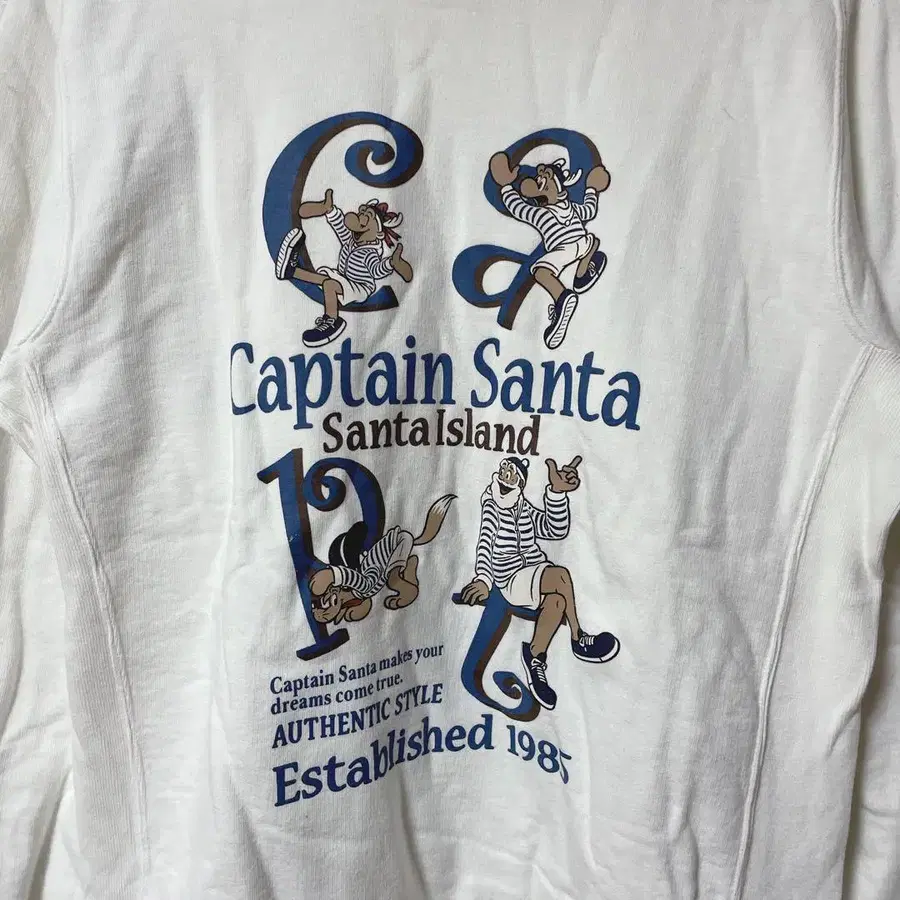 C a
Captain Santa
Santa Island
p t
Captain Santa makes your
dreams come true.
AUTHENTIC STYLE
Established 1985